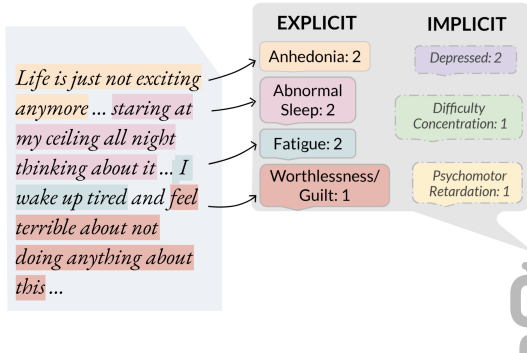 Life is just not exciting
anymore ... staring at
my ceiling all night
thinking about it ... I
wake up tired and feel
terrible about not
doing anything about
this ...
EXPLICIT
Anhedonia: 2
Abnormal
Sleep: 2
Fatigue: 2
Worthlessness/
Guilt: 1
IMPLICIT
Depressed: 2
Difficulty
Concentration: 1
Psychomotor
Retardation: 1